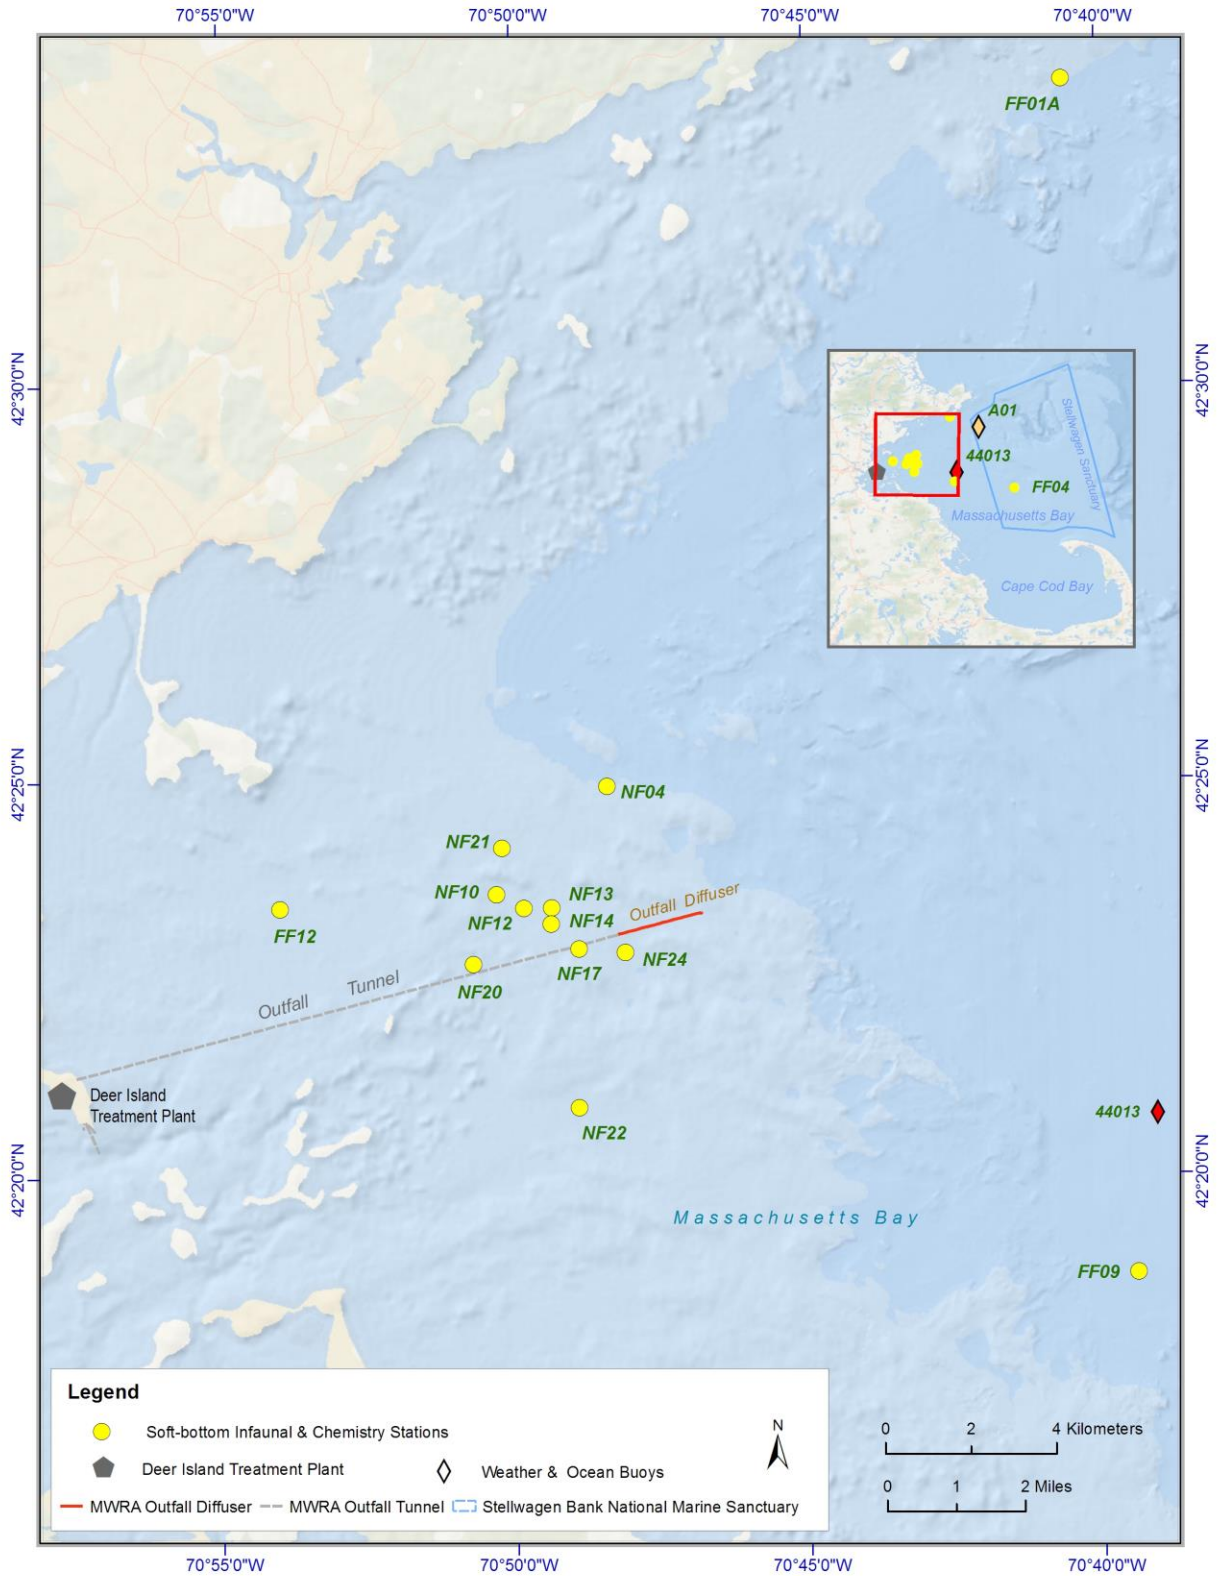 70°55'0"W 70°50'0"W 70°45'0"W 70°40'0"W
FF01A
42°30'0"N
42°30'0"N
A01
Stellwagen Sanctuary
44013
FF04
Massachusetts Bay
Cape Cod Bay
42°25'0"N
42°25'0"N
NF04
NF21
NF10
NF13
Outfall Diffuser
NF12
NF14
FF12
NF17
NF24
NF20
Outfall Tunnel
Deer Island
Treatment Plant
44013
NF22
42°20'0"N
42°20'0"N
Massachusetts Bay
FF09
Legend
Soft-bottom Infaunal & Chemistry Stations
Deer Island Treatment Plant
Weather & Ocean Buoys
MWRA Outfall Diffuser
MWRA Outfall Tunnel
Stellwagen Bank National Marine Sanctuary
N
0 2 4 Kilometers
0 1 2 Miles
70°55'0"W 70°50'0"W 70°45'0"W 70°40'0"W